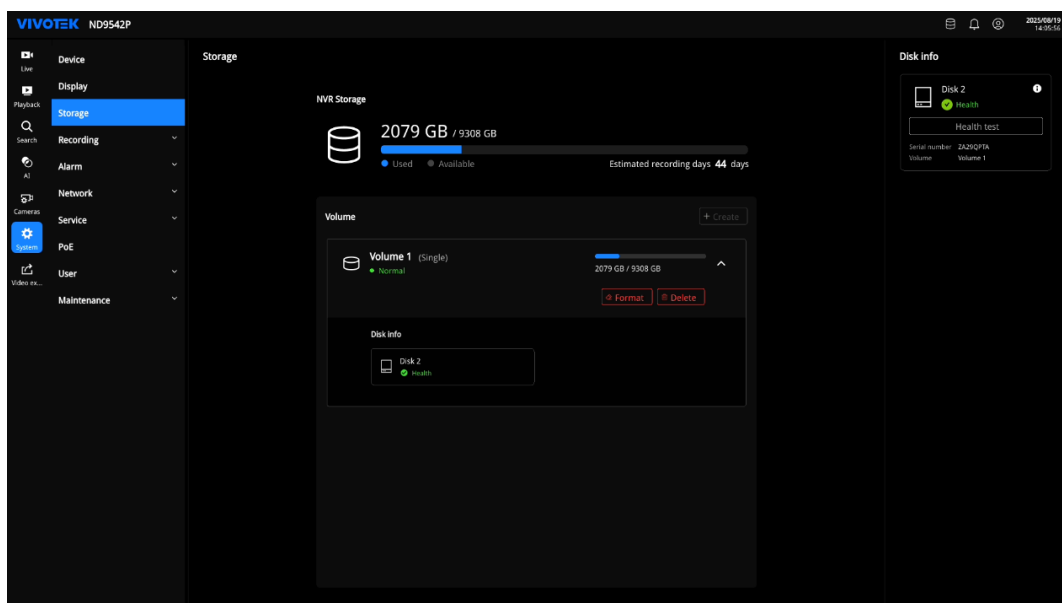 VIVOTEK ND9542P
2025/08/19
14:05:56
Live
Playback
Search
AI
Cameras
System
Video ex...
Device
Display
Storage
Recording
Alarm
Network
Service
PoE
User
Maintenance
Storage
NVR Storage
2079 GB / 9308 GB
Used Available
Estimated recording days 44 days
Volume
+ Create
Volume 1 (Single)
Normal
2079 GB / 9308 GB
Format Delete
Disk info
Disk 2
Health
Disk info
Disk 2
Health
Health test
Serial number 2A29QPTA
Volume Volume 1